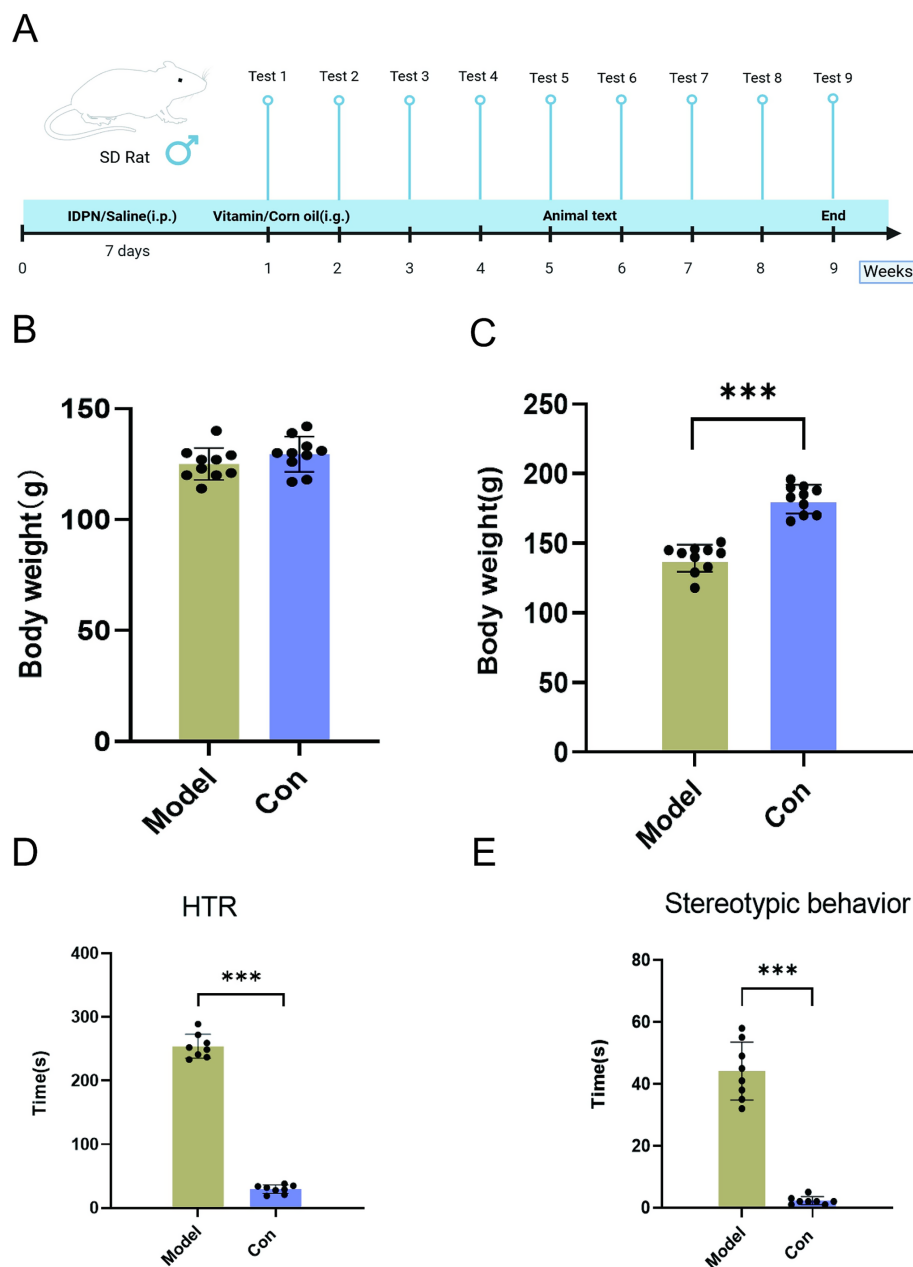 A
Test 1 Test 2 Test 3 Test 4 Test 5 Test 6 Test 7 Test 8 Test 9
SD Rat
IDPN/Saline(i.p.) Vitamin/Corn oil(i.g.) Animal text End
7 days
0 1 2 3 4 5 6 7 8 9 Weeks
B
Body weight(g)
150
100
50
0
Model Con
C
Body weight(g)
***
250
200
150
100
50
0
Model Con
D
HTR
Time(s)
***
400
300
200
100
0
Model Con
E
Stereotypic behavior
Time(s)
***
80
60
40
20
0
Model Con